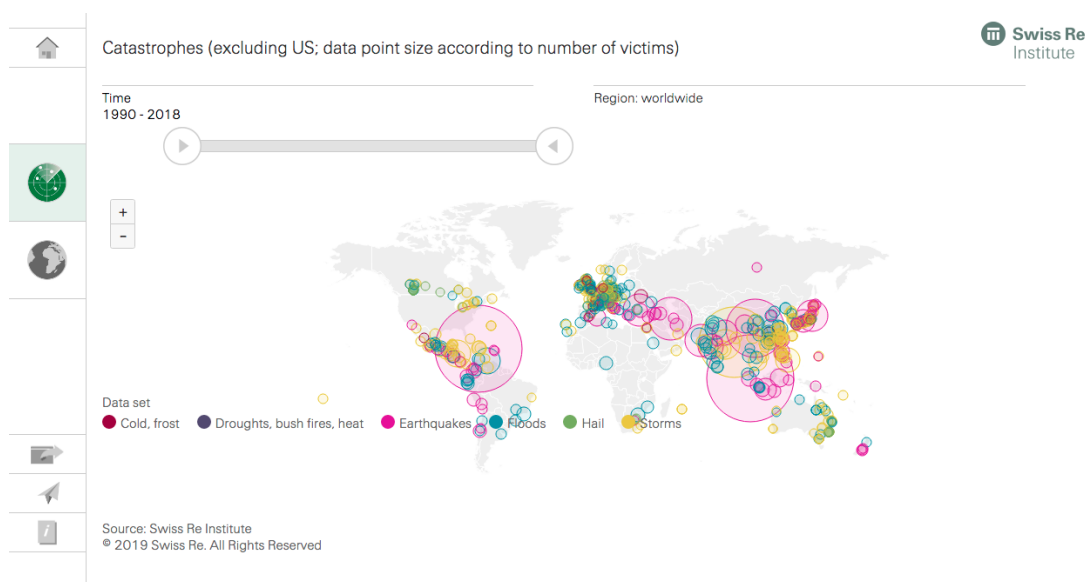 Swiss Re
Institute
Catastrophes (excluding US; data point size according to number of victims)
Time
1990 - 2018
Region: worldwide
+
−
Data set
Cold, frost
Droughts, bush fires, heat
Earthquakes
Floods
Hail
Storms
Source: Swiss Re Institute
© 2019 Swiss Re. All Rights Reserved
i